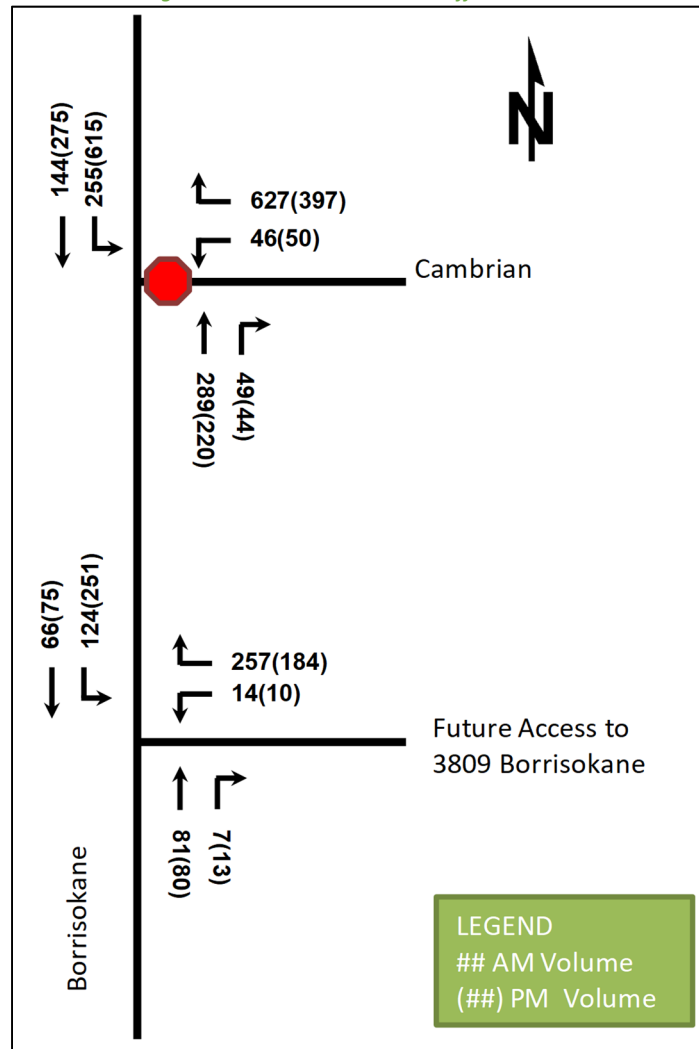 N
144(275)
255(615)
627(397)
46(50)
Cambrian
289(220)
49(44)
66(75)
124(251)
257(184)
14(10)
Future Access to
3809 Borrisokane
81(80)
7(13)
Borrisokane
LEGEND
## AM Volume
(##) PM Volume